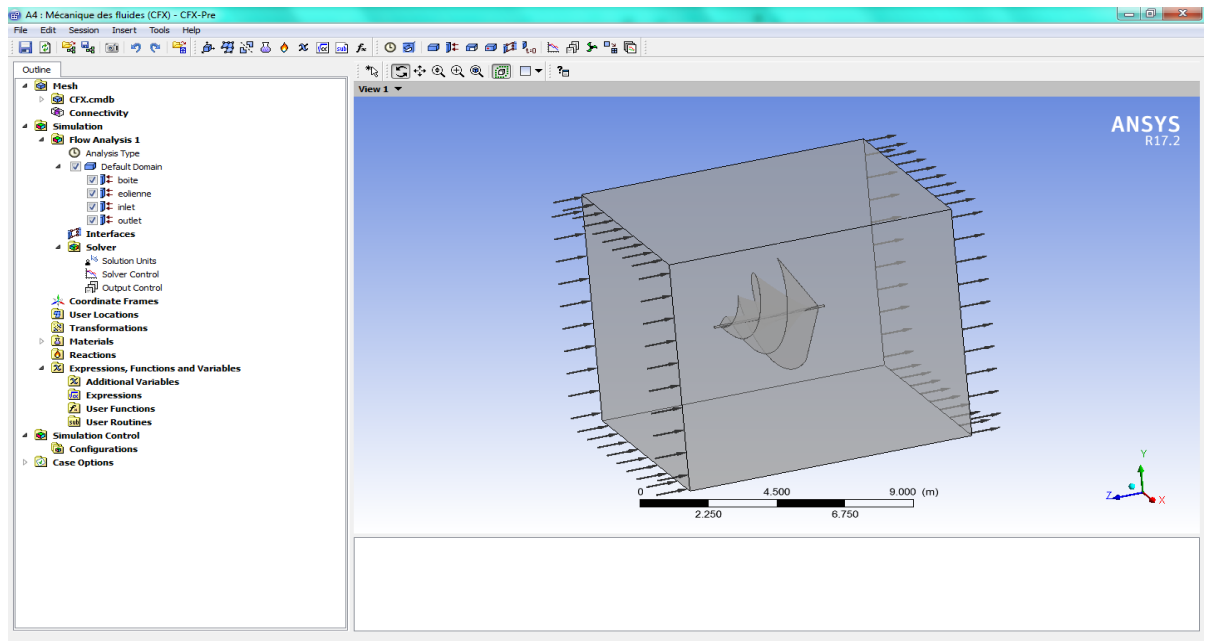 A4 : Mécanique des fluides (CFX) - CFX-Pre
File Edit Session Insert Tools Help
Outline
Mesh
CFX.cmdb
Connectivity
Simulation
Flow Analysis 1
Analysis Type
Default Domain
boite
eolienne
inlet
outlet
Interfaces
Solver
Solution Units
Solver Control
Output Control
Coordinate Frames
User Locations
Transformations
Materials
Reactions
Expressions, Functions and Variables
Additional Variables
Expressions
User Functions
User Routines
Simulation Control
Configurations
Case Options
View 1
ANSYS
R17.2
0 4.500 9.000 (m)
2.250 6.750
Y
Z X